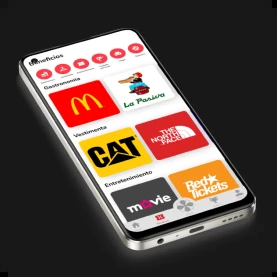 Beneficios
Gastronomía
La Pasiva
Vestimenta
CAT
THE
NORTH
FACE
Entretenimiento
movie
Red
Tickets